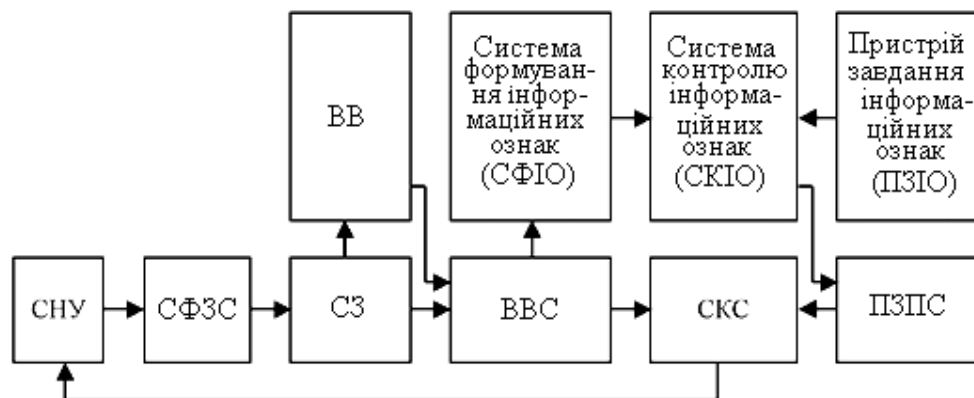 ВВ
Система
формуван-
ня інфор-
маційних
ознак
(СФІО)
Система
контролю
інформа-
ційних
ознак
(СКІО)
Пристрій
завдання
інформа-
ційних
ознак
(ПЗІО)
СНУ
СФЗС
СЗ
ВВС
СКС
ПЗПС